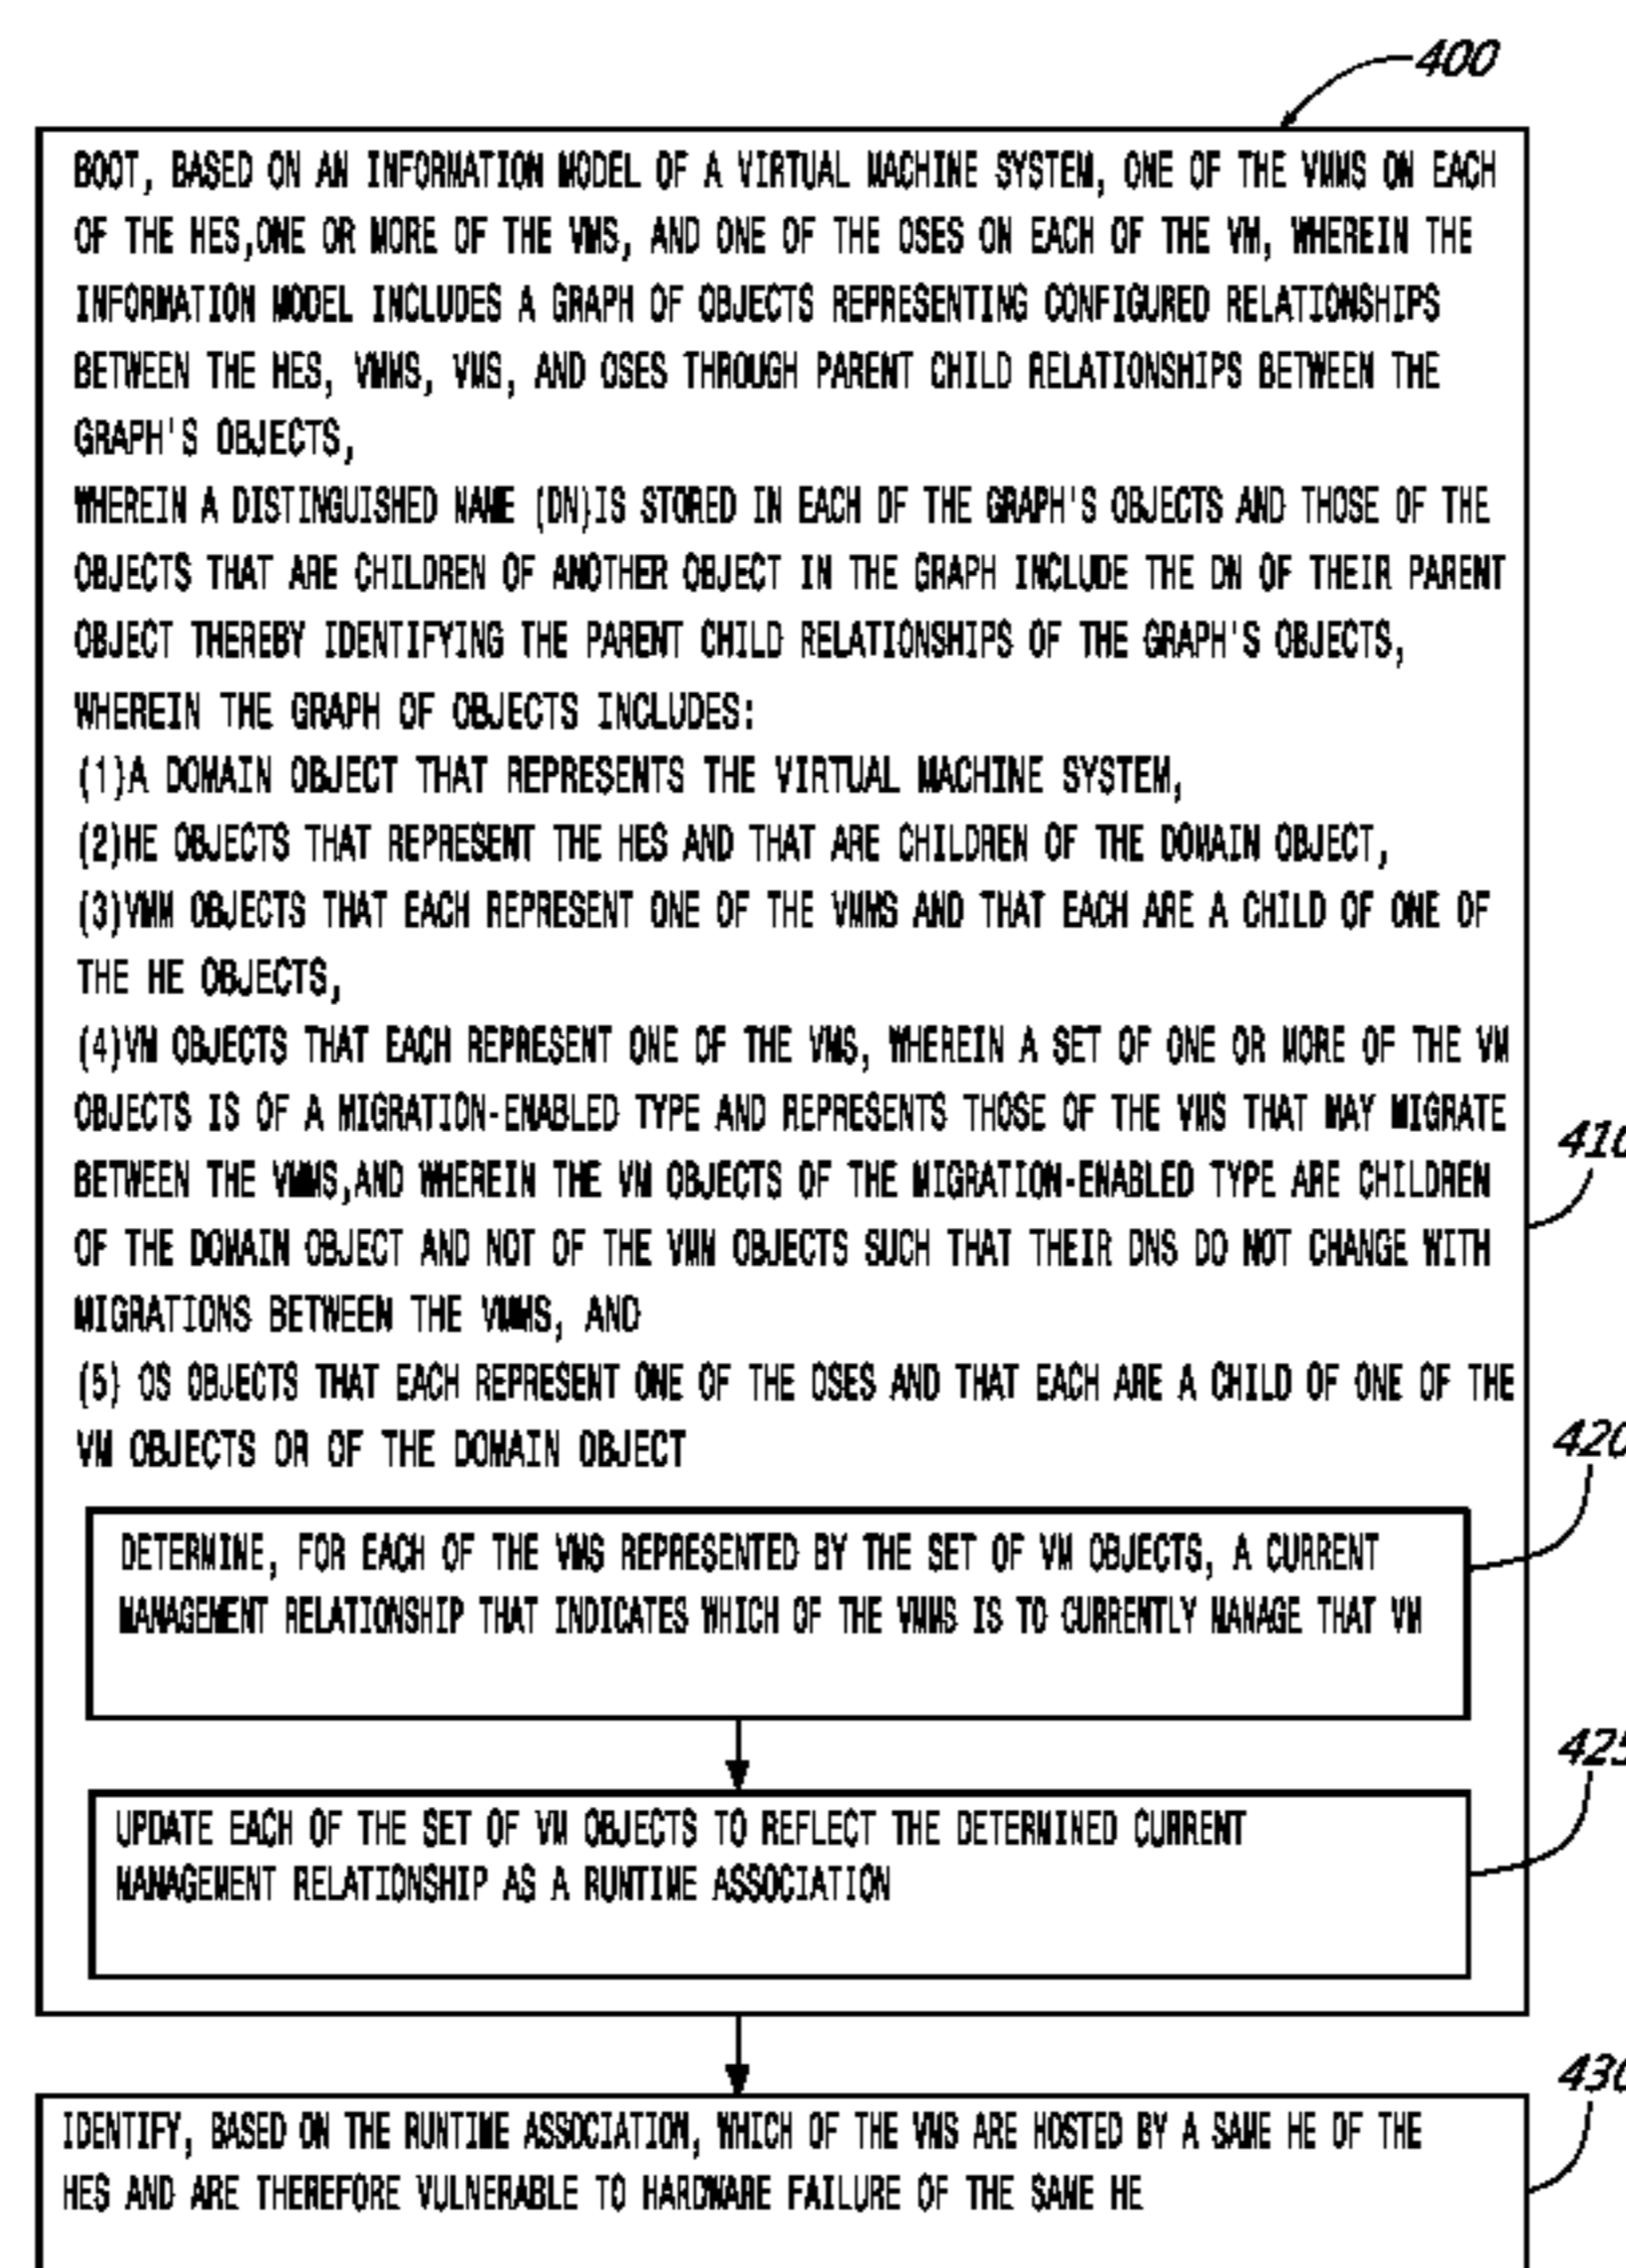 400
BOOT, BASED ON AN INFORMATION MODEL OF A VIRTUAL MACHINE SYSTEM, ONE OF THE VMMS ON EACH
OF THE HES,ONE OR MORE OF THE VMS, AND ONE OF THE OSES ON EACH OF THE VM, WHEREIN THE
INFORMATION MODEL INCLUDES A GRAPH OF OBJECTS REPRESENTING CONFIGURED RELATIONSHIPS
BETWEEN THE HES, VMMS, VMS, AND OSES THROUGH PARENT CHILD RELATIONSHIPS BETWEEN THE
GRAPH'S OBJECTS,
WHEREIN A DISTINGUISHED NAME (DN)IS STORED IN EACH OF THE GRAPH'S OBJECTS AND THOSE OF THE
OBJECTS THAT ARE CHILDREN OF ANOTHER OBJECT IN THE GRAPH INCLUDE THE DN OF THEIR PARENT
OBJECT THEREBY IDENTIFYING THE PARENT CHILD RELATIONSHIPS OF THE GRAPH'S OBJECTS,
WHEREIN THE GRAPH OF OBJECTS INCLUDES:
(1)A DOMAIN OBJECT THAT REPRESENTS THE VIRTUAL MACHINE SYSTEM,
(2)HE OBJECTS THAT REPRESENT THE HES AND THAT ARE CHILDREN OF THE DOMAIN OBJECT,
(3)VMM OBJECTS THAT EACH REPRESENT ONE OF THE VMMS AND THAT EACH ARE A CHILD OF ONE OF
THE HE OBJECTS,
(4)VM OBJECTS THAT EACH REPRESENT ONE OF THE VMS, WHEREIN A SET OF ONE OR MORE OF THE VM
OBJECTS IS OF A MIGRATION-ENABLED TYPE AND REPRESENTS THOSE OF THE VMS THAT MAY MIGRATE
BETWEEN THE VMMS,AND WHEREIN THE VM OBJECTS OF THE MIGRATION-ENABLED TYPE ARE CHILDREN
OF THE DOMAIN OBJECT AND NOT OF THE VMM OBJECTS SUCH THAT THEIR DNS DO NOT CHANGE WITH
MIGRATIONS BETWEEN THE VMMS, AND
(5) OS OBJECTS THAT EACH REPRESENT ONE OF THE OSES AND THAT EACH ARE A CHILD OF ONE OF THE
VM OBJECTS OR OF THE DOMAIN OBJECT
410
420
DETERMINE, FOR EACH OF THE VMS REPRESENTED BY THE SET OF VM OBJECTS, A CURRENT
MANAGEMENT RELATIONSHIP THAT INDICATES WHICH OF THE VMMS IS TO CURRENTLY MANAGE THAT VM
425
UPDATE EACH OF THE SET OF VM OBJECTS TO REFLECT THE DETERMINED CURRENT
MANAGEMENT RELATIONSHIP AS A RUNTIME ASSOCIATION
430
IDENTIFY, BASED ON THE RUNTIME ASSOCIATION, WHICH OF THE VMS ARE HOSTED BY A SAME HE OF THE
HES AND ARE THEREFORE VULNERABLE TO HARDWARE FAILURE OF THE SAME HE